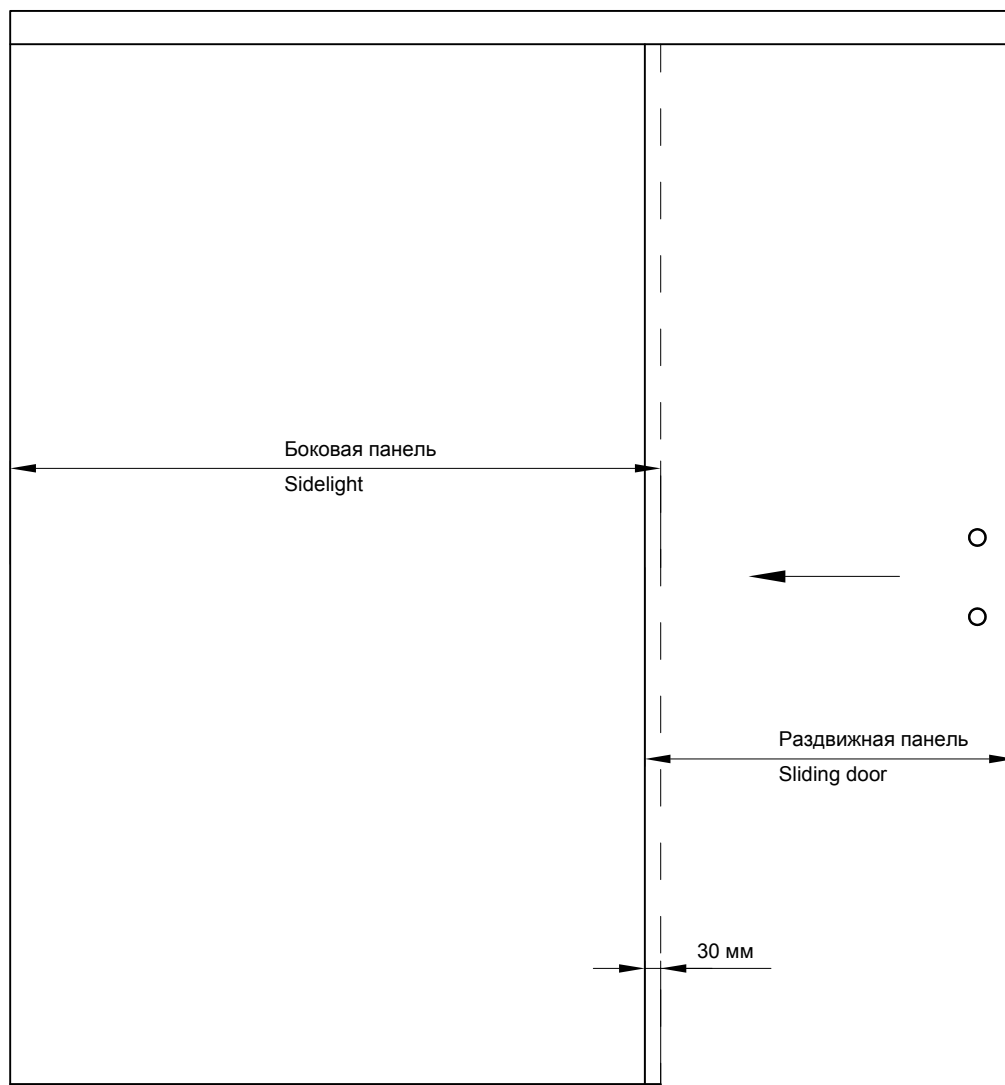 Боковая панель
Sidelight
Раздвижная панель
Sliding door
30 мм